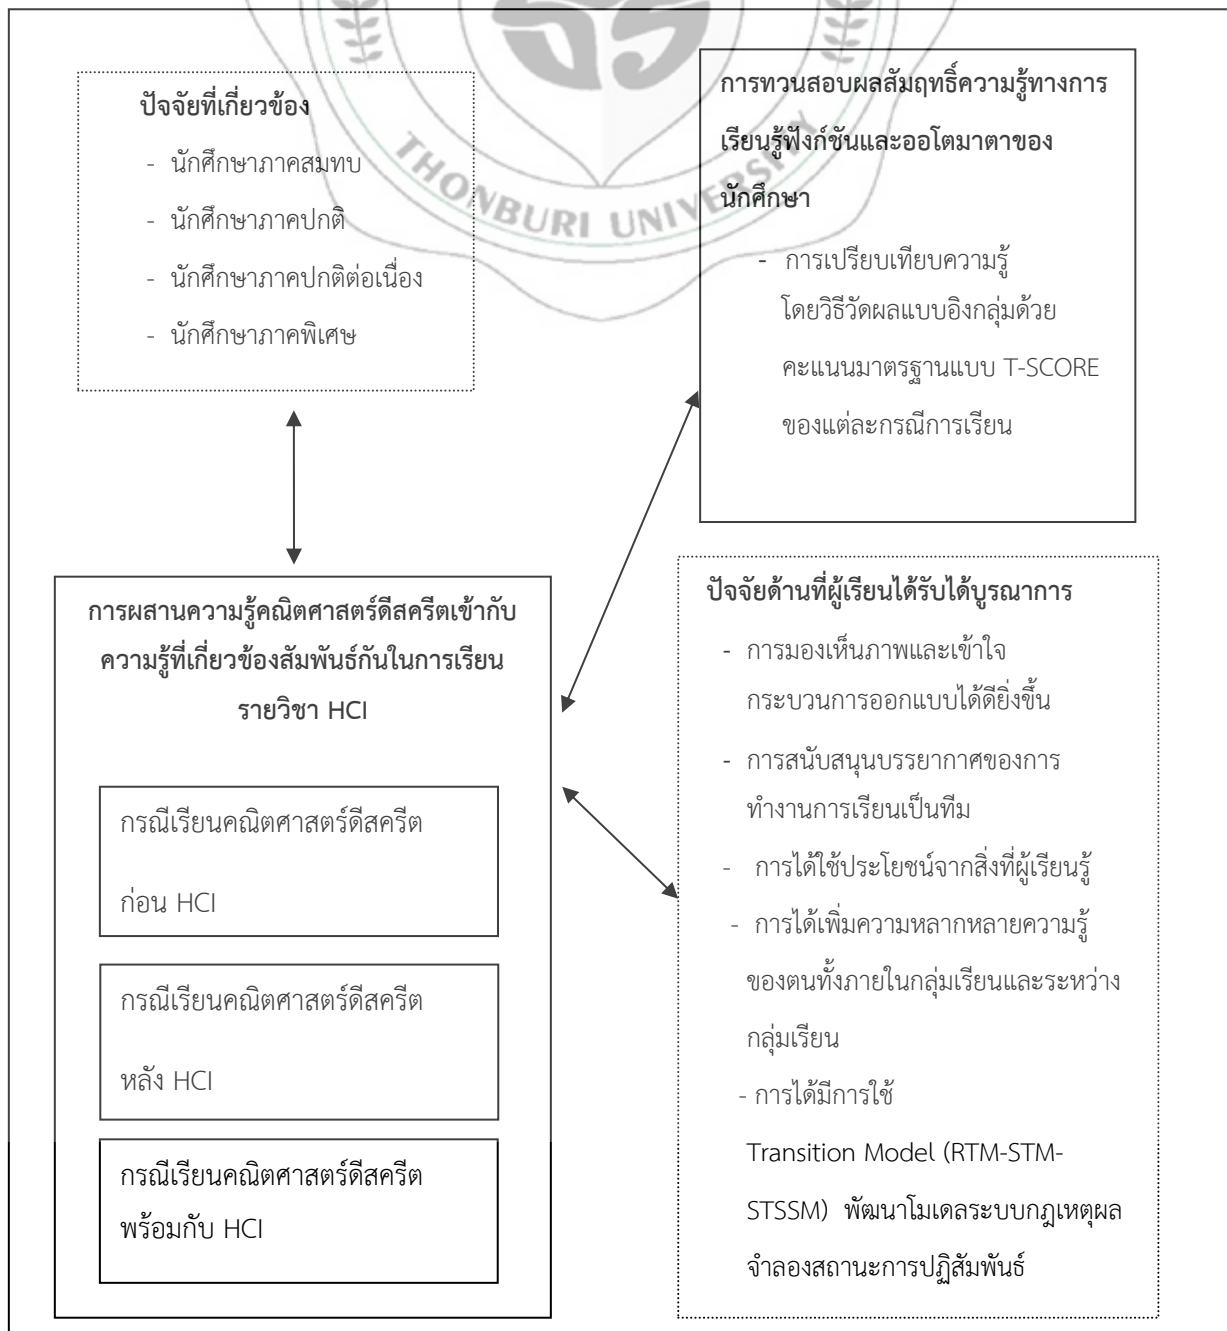 ปัจจัยที่เกี่ยวข้อง
- นักศึกษาภาคสมทบ
- นักศึกษาภาคปกติ
- นักศึกษาภาคปกติต่อเนื่อง
- นักศึกษาภาคพิเศษ
THONBURI UNIVERSITY
การทวนสอบผลสัมฤทธิ์ความรู้ทางการ
เรียนรู้ฟังก์ชันและออโตมาตาของ
นักศึกษา
- การเปรียบเทียบความรู้
โดยวิธีวัดผลแบบอิงกลุ่มด้วย
คะแนนมาตรฐานแบบ T-SCORE
ของแต่ละกรณีการเรียน
การผสานความรู้คณิตศาสตร์ดีสครีตเข้ากับ
ความรู้ที่เกี่ยวข้องสัมพันธ์กันในการเรียน
รายวิชา HCI
กรณีเรียนคณิตศาสตร์ดีสครีต
ก่อน HCI
กรณีเรียนคณิตศาสตร์ดีสครีต
หลัง HCI
กรณีเรียนคณิตศาสตร์ดีสครีต
พร้อมกับ HCI
ปัจจัยด้านที่ผู้เรียนได้รับได้บูรณาการ
- การมองเห็นภาพและเข้าใจ
กระบวนการออกแบบได้ดียิ่งขึ้น
- การสนับสนุนบรรยากาศของการ
ทำงานการเรียนเป็นทีม
- การได้ใช้ประโยชน์จากสิ่งที่ผู้เรียนรู้
- การได้เพิ่มความหลากหลายความรู้
ของตนทั้งภายในกลุ่มเรียนและระหว่าง
กลุ่มเรียน
- การได้มีการใช้
Transition Model (RTM-STM-
STSSM) พัฒนาโมเดลระบบกฎเหตุผล
จำลองสถานะการปฏิสัมพันธ์